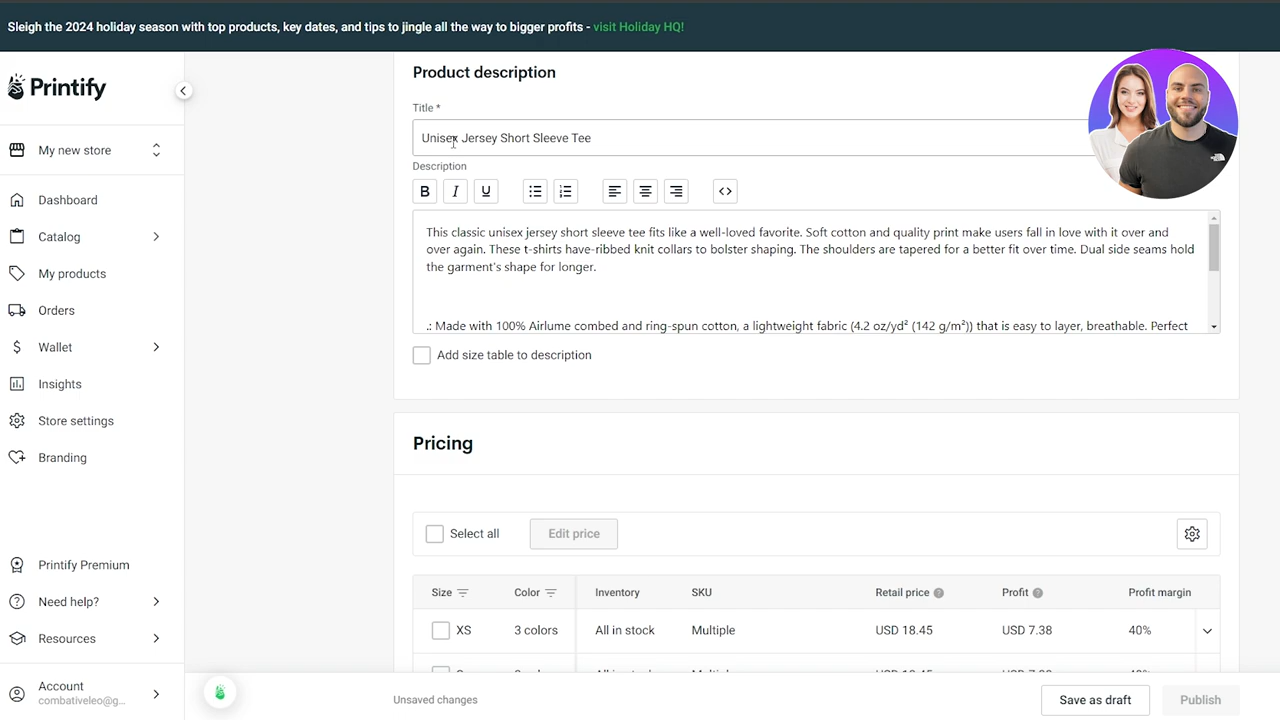 Sleigh the 2024 holiday season with top products, key dates, and tips to jingle all the way to bigger profits - visit Holiday HQ!
Printify
My new store
Dashboard
Catalog
My products
Orders
Wallet
Insights
Store settings
Branding
Printify Premium
Need help?
Resources
Account
combativeleo@g...
Product description
Title *
Unisex Jersey Short Sleeve Tee
Description
B I U
This classic unisex jersey short sleeve tee fits like a well-loved favorite. Soft cotton and quality print make users fall in love with it over and
over again. These t-shirts have-ribbed knit collars to bolster shaping. The shoulders are tapered for a better fit over time. Dual side seams hold
the garment's shape for longer.
.: Made with 100% Airlume combed and ring-spun cotton, a lightweight fabric (4.2 oz/yd² (142 g/m²)) that is easy to layer, breathable. Perfect
Add size table to description
Pricing
Select all
Edit price
Size Color Inventory SKU Retail price Profit Profit margin
XS 3 colors All in stock Multiple USD 18.45 USD 7.38 40%
Unsaved changes
Save as draft
Publish